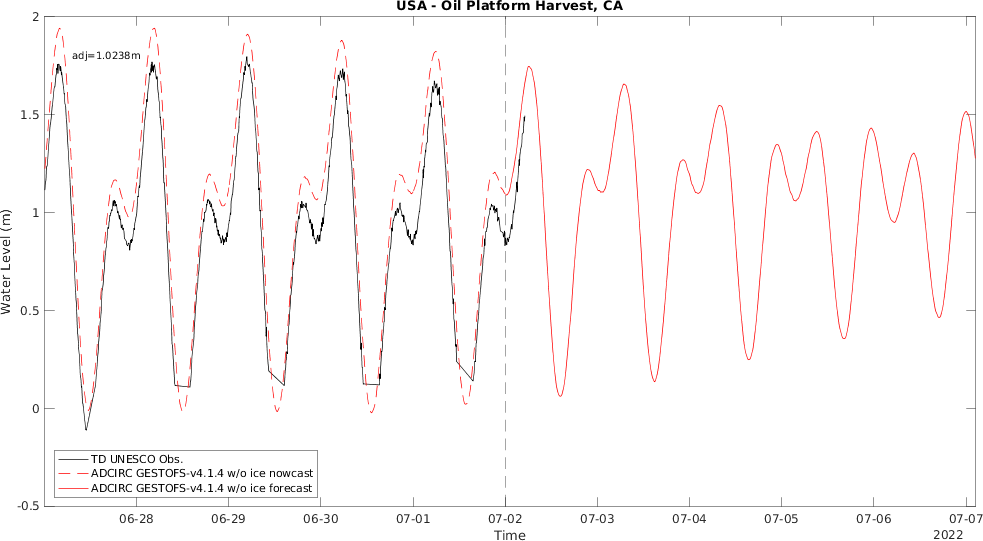 USA - Oil Platform Harvest, CA
adj=1.0238m
Water Level (m)
2
1.5
1
0.5
0
-0.5
TD UNESCO Obs.
ADCIRC GESTOFS-v4.1.4 w/o ice nowcast
ADCIRC GESTOFS-v4.1.4 w/o ice forecast
06-28 06-29 06-30 07-01 07-02 07-03 07-04 07-05 07-06 07-07
Time
2022